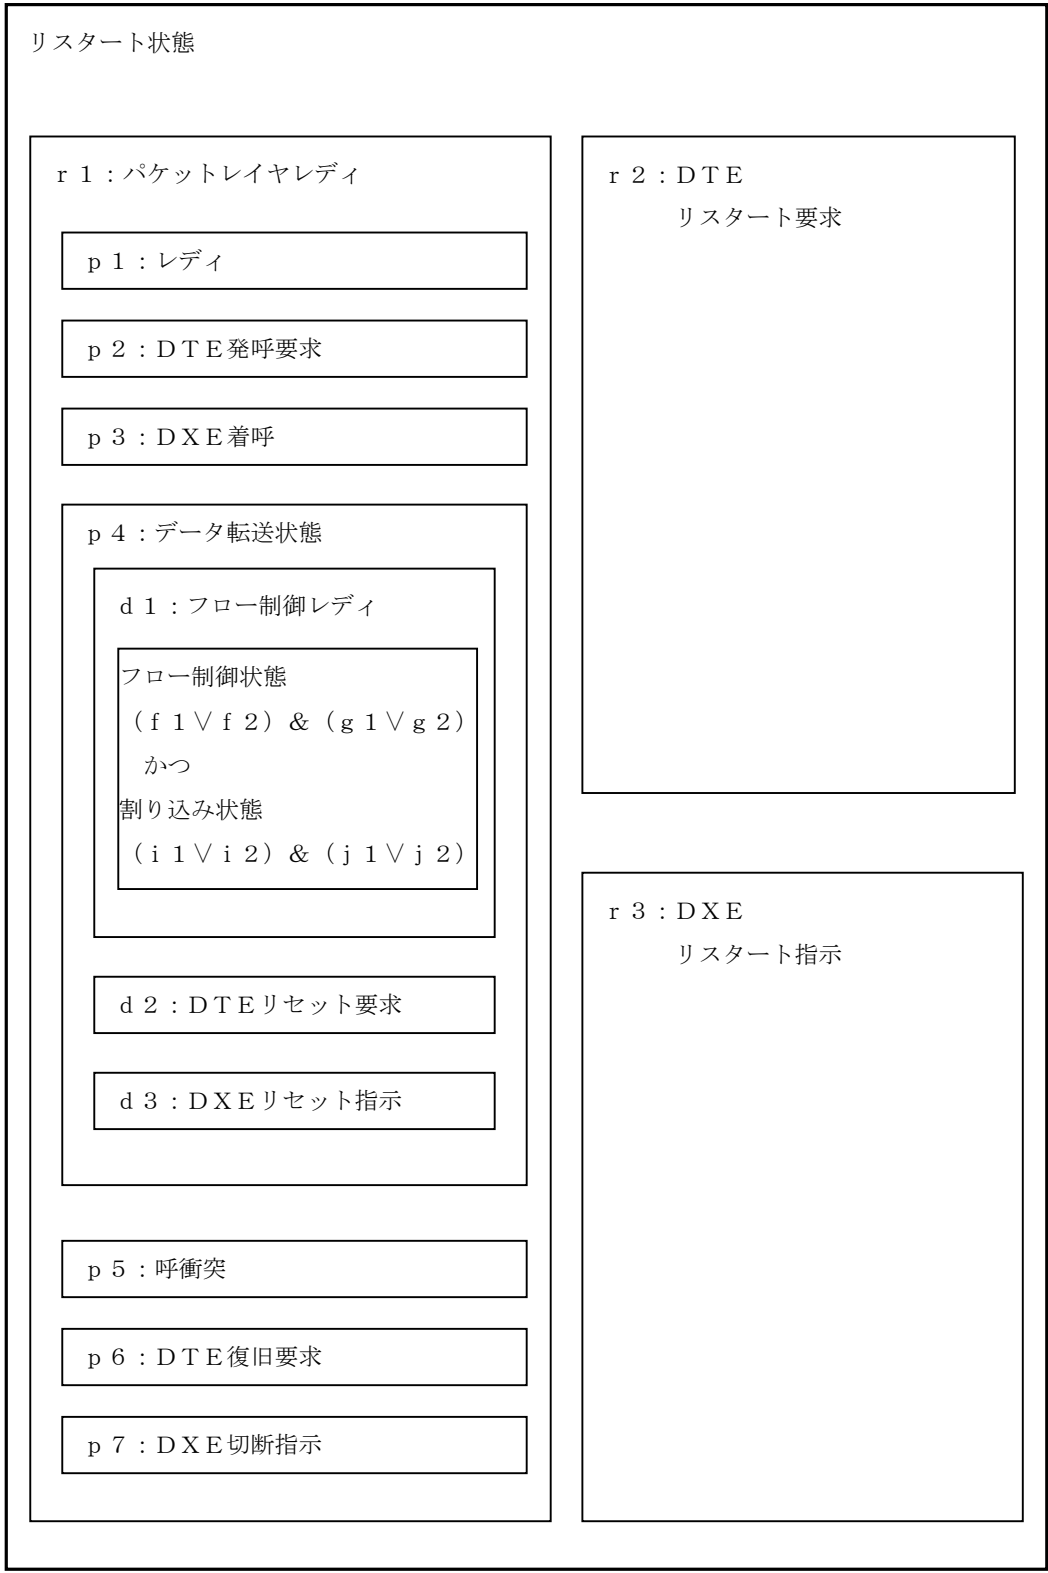 リスタート状態
ｒ１：パケットレイヤレディ
ｐ１：レディ
ｐ２：ＤＴＥ発呼要求
ｐ３：ＤＸＥ着呼
ｐ４：データ転送状態
ｄ１：フロー制御レディ
フロー制御状態
（ｆ１∨ｆ２）＆（ｇ１∨ｇ２）
かつ
割り込み状態
（ｉ１∨ｉ２）＆（ｊ１∨ｊ２）
ｄ２：ＤＴＥリセット要求
ｄ３：ＤＸＥリセット指示
ｐ５：呼衝突
ｐ６：ＤＴＥ復旧要求
ｐ７：ＤＸＥ切断指示
ｒ２：ＤＴＥ
リスタート要求
ｒ３：ＤＸＥ
リスタート指示